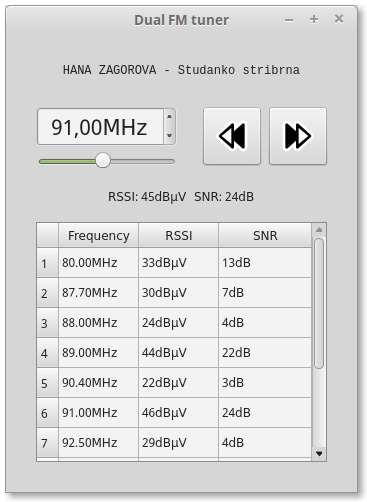 Dual FM tuner
HANA ZAGOROVA - Studanko stribrna
91,00MHz
RSSI: 45dBµV SNR: 24dB
Frequency RSSI SNR
1 80.00MHz 33dBµV 13dB
2 87.70MHz 30dBµV 7dB
3 88.00MHz 24dBµV 4dB
4 89.00MHz 44dBµV 22dB
5 90.40MHz 22dBµV 3dB
6 91.00MHz 46dBµV 24dB
7 92.50MHz 29dBµV 4dB